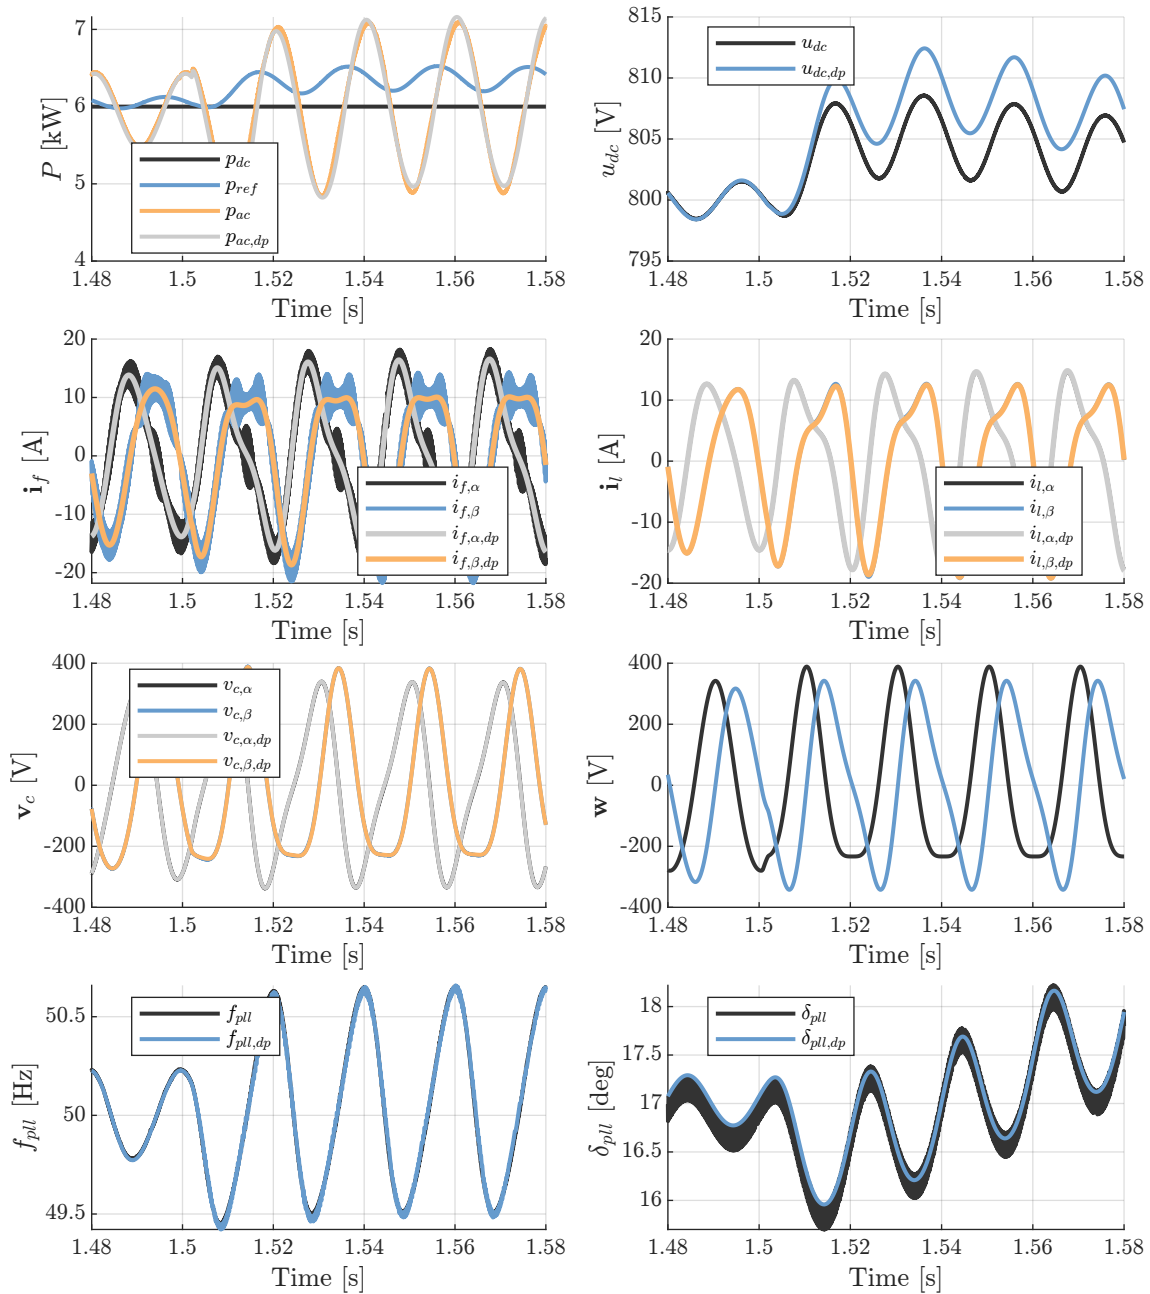 7
6
5
4
P [kW]
p_dc
p_ref
p_ac
p_ac,dp
1.48 1.5 1.52 1.54 1.56 1.58
Time [s]
815
810
805
800
795
u_dc [V]
u_dc
u_dc,dp
1.48 1.5 1.52 1.54 1.56 1.58
Time [s]
20
10
0
-10
-20
i_f [A]
i_f,α
i_f,β
i_f,α,dp
i_f,β,dp
1.48 1.5 1.52 1.54 1.56 1.58
Time [s]
20
10
0
-10
-20
i_l [A]
i_l,α
i_l,β
i_l,α,dp
i_l,β,dp
1.48 1.5 1.52 1.54 1.56 1.58
Time [s]
400
200
0
-200
-400
v_c [V]
v_c,α
v_c,β
v_c,α,dp
v_c,β,dp
1.48 1.5 1.52 1.54 1.56 1.58
Time [s]
400
200
0
-200
-400
w [V]
1.48 1.5 1.52 1.54 1.56 1.58
Time [s]
50.5
50
49.5
f_pll [Hz]
f_pll
f_pll,dp
1.48 1.5 1.52 1.54 1.56 1.58
Time [s]
18
17.5
17
16.5
16
δ_pll [deg]
δ_pll
δ_pll,dp
1.48 1.5 1.52 1.54 1.56 1.58
Time [s]